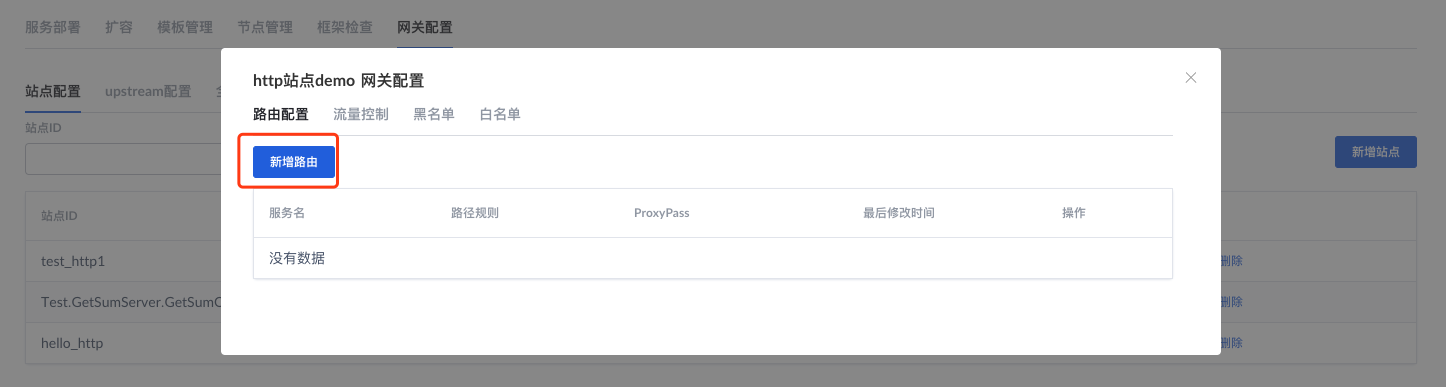 服务部署 扩容 模板管理 节点管理 框架检查 网关配置
http站点demo 网关配置
站点配置 upstream配置
路由配置 流量控制 黑名单 白名单
站点ID
新增路由
新增站点
服务名 路径规则 ProxyPass 最后修改时间 操作
站点ID
没有数据
test_http1
删除
Test.GetSumServer.GetSum
删除
hello_http
删除